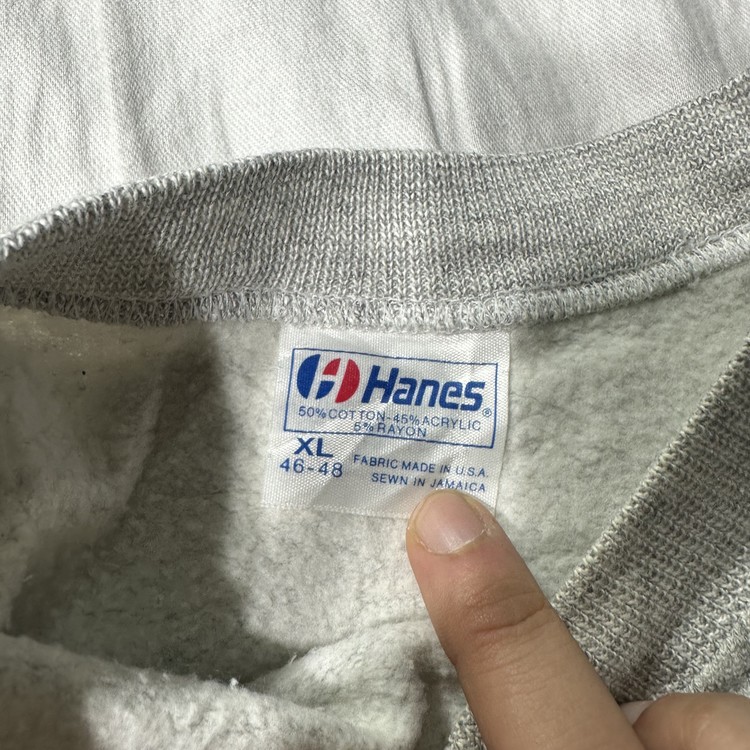 Hanes®
50% COTTON-45% ACRYLIC
5% RAYON
XL
46-48
FABRIC MADE IN U.S.A.
SEWN IN JAMAICA